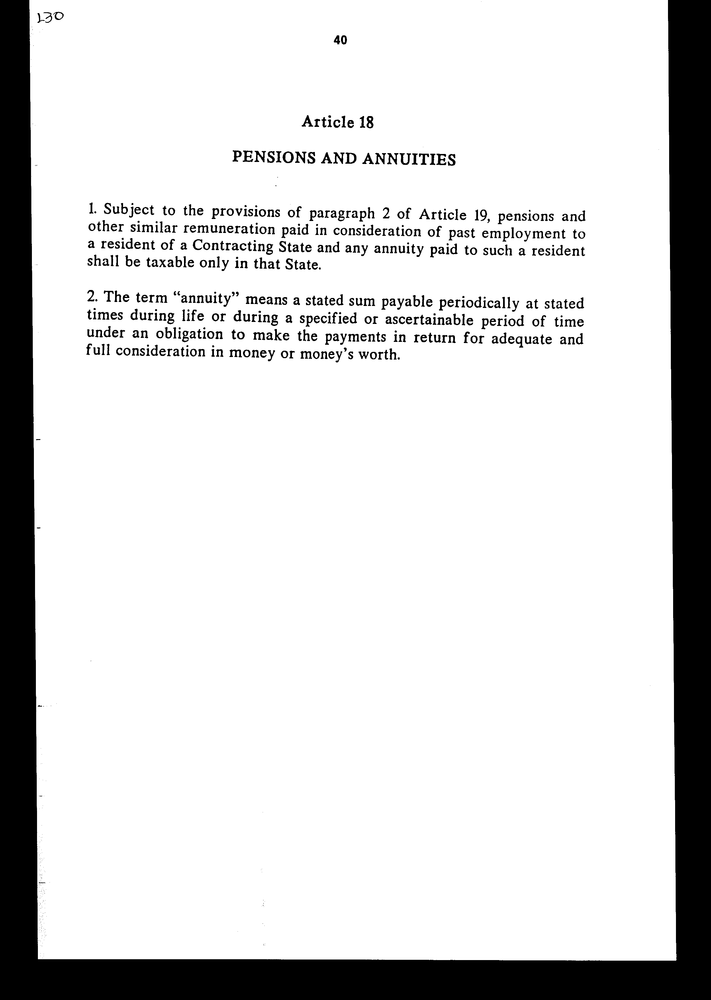 130
40
Article 18
PENSIONS AND ANNUITIES
1. Subject to the provisions of paragraph 2 of Article 19, pensions and
other similar remuneration paid in consideration of past employment to
a resident of a Contracting State and any annuity paid to such a resident
shall be taxable only in that State.
2. The term “annuity” means a stated sum payable periodically at stated
times during life or during a specified or ascertainable period of time
under an obligation to make the payments in return for adequate and
full consideration in money or money’s worth.